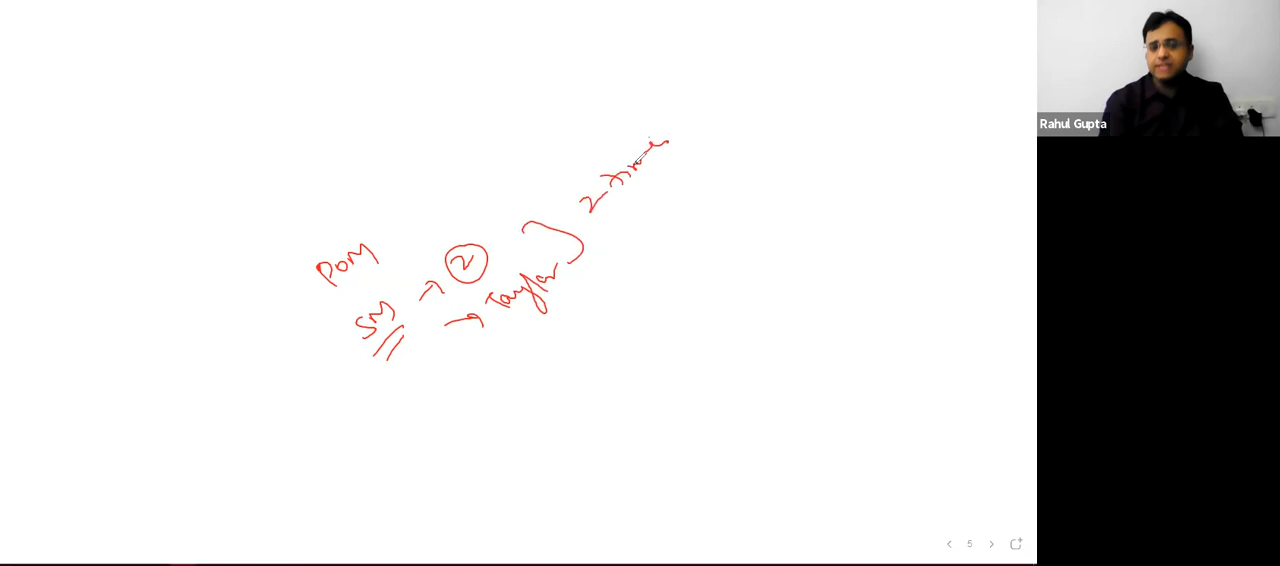 POM
SM → 2
→ Taylor
2-times
Rahul Gupta
5